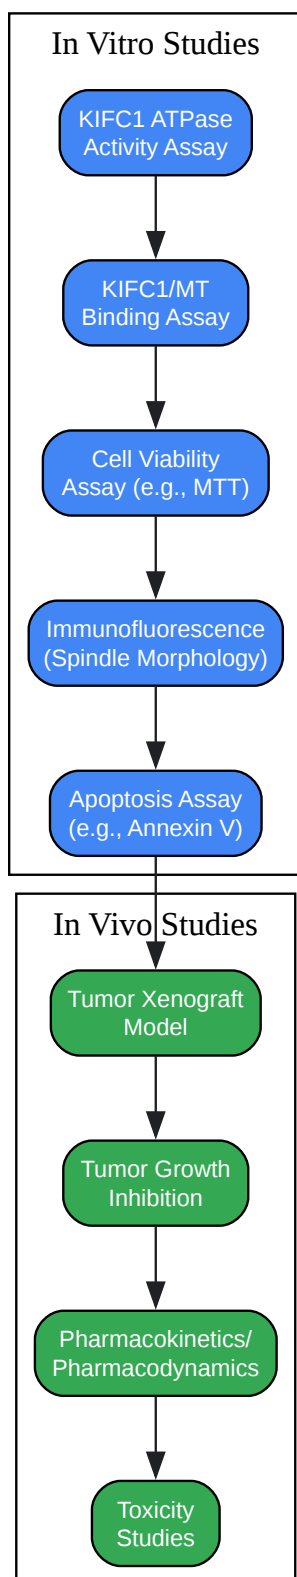 In Vitro Studies
KIFC1 ATPase
Activity Assay
KIFC1/MT
Binding Assay
Cell Viability
Assay (e.g., MTT)
Immunofluorescence
(Spindle Morphology)
Apoptosis Assay
(e.g., Annexin V)
In Vivo Studies
Tumor Xenograft
Model
Tumor Growth
Inhibition
Pharmacokinetics/
Pharmacodynamics
Toxicity
Studies